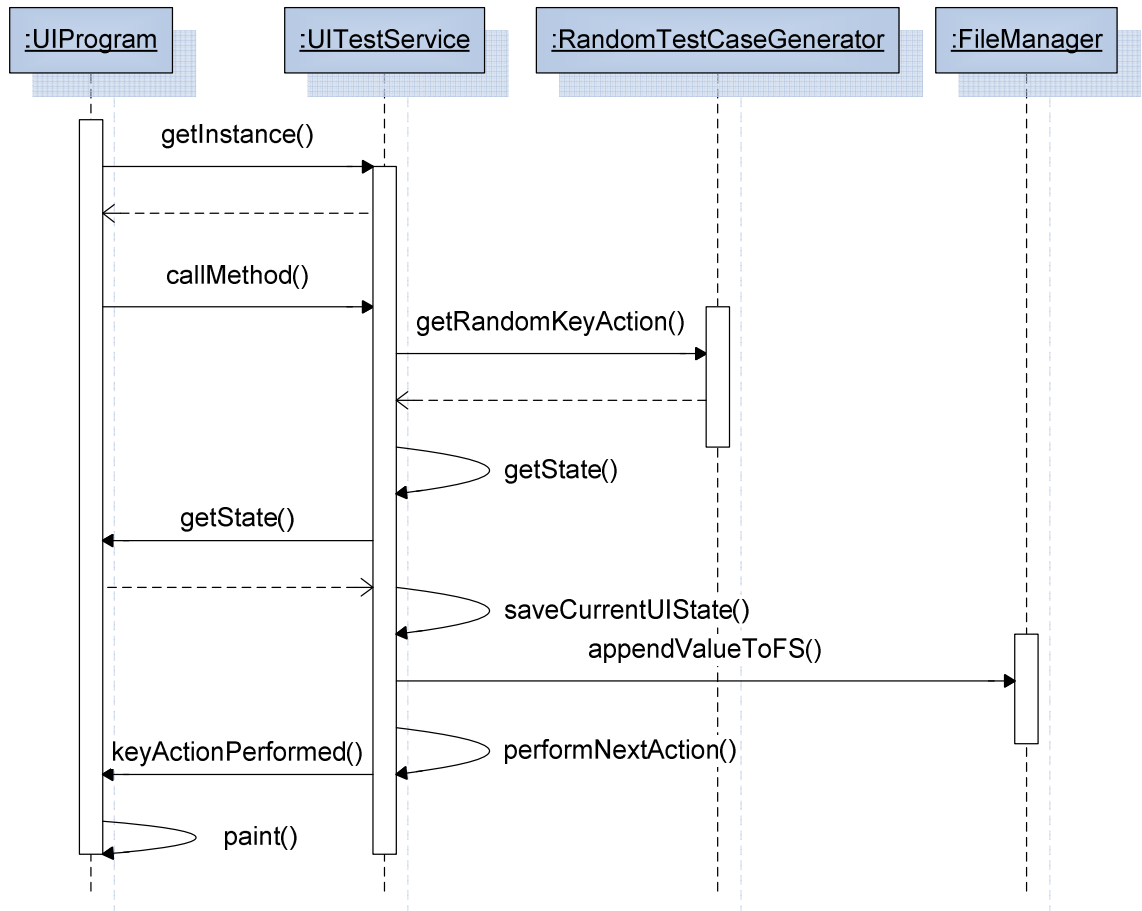 :UIProgram
:UITestService
:RandomTestCaseGenerator
:FileManager
getInstance()
callMethod()
getRandomKeyAction()
getState()
getState()
saveCurrentUIState()
appendValueToFS()
performNextAction()
keyActionPerformed()
paint()